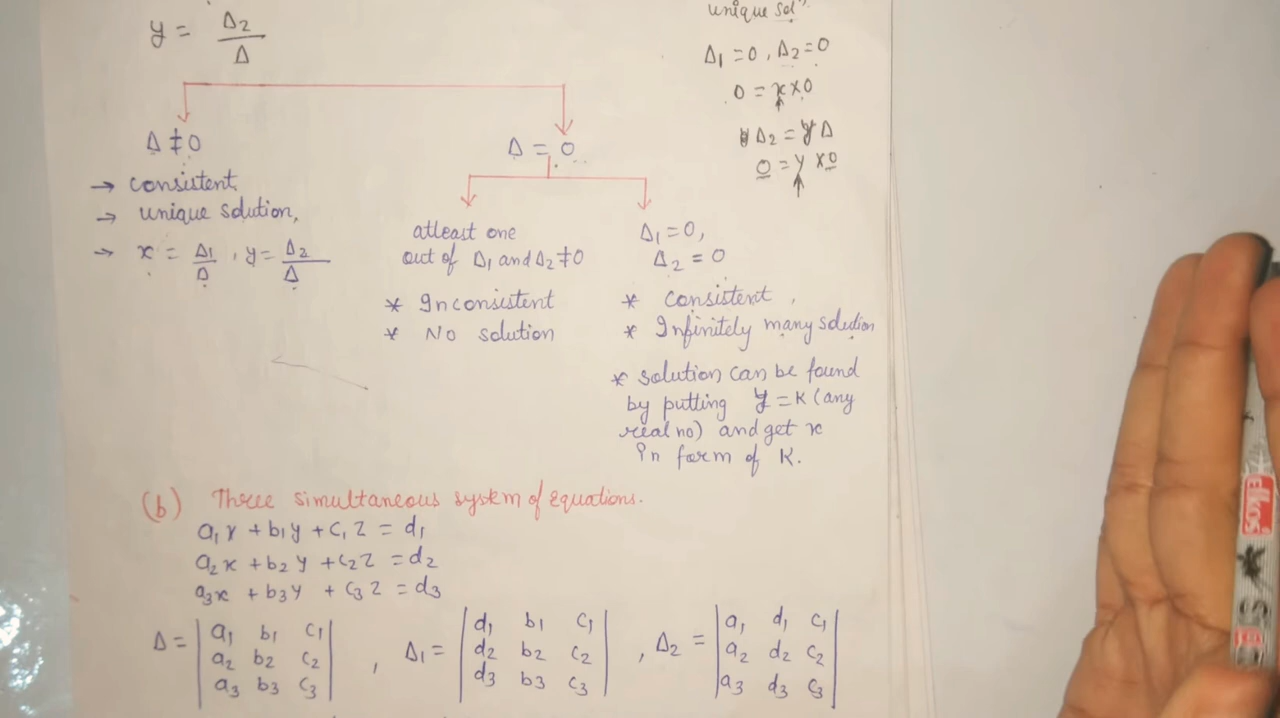 y = Δ2/Δ
Δ ≠ 0
→ consistent,
→ unique solution,
→ x = Δ1/Δ , y = Δ2/Δ
Δ = 0
atleast one
out of Δ1 and Δ2 ≠ 0
* Inconsistent
* No solution
Δ1 = 0,
Δ2 = 0
* consistent,
* Infinitely many solution
* solution can be found
by putting y = K (any
real no) and get x
in form of K.
unique solⁿ
Δ1 = 0, Δ2 = 0
0 = x × 0
Δ2 = yΔ
0 = y × 0
(b) Three simultaneous system of equations.
a1x + b1y + c1z = d1
a2x + b2y + c2z = d2
a3x + b3y + c3z = d3
Δ = | a1 b1 c1 | , Δ1 = | d1 b1 c1 | , Δ2 = | a1 d1 c1 |
| a2 b2 c2 | | d2 b2 c2 | | a2 d2 c2 |
| a3 b3 c3 | | d3 b3 c3 | | a3 d3 c3 |
elkos